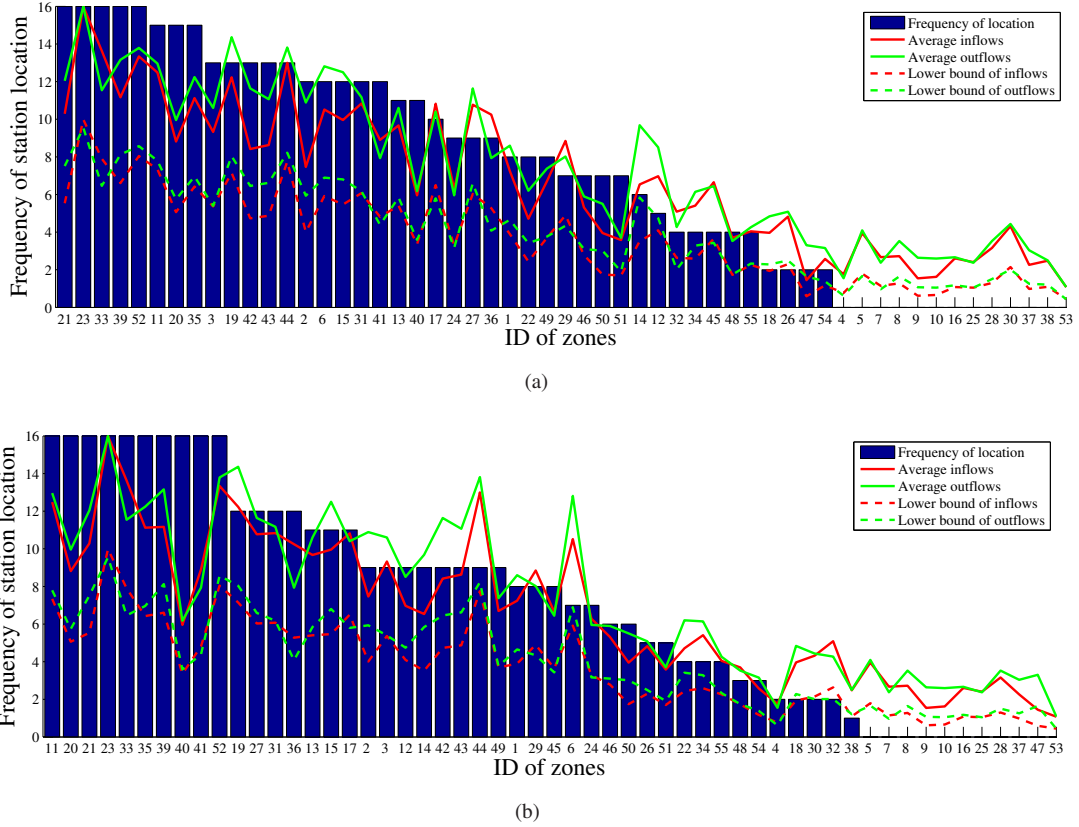 16
14
12
10
8
6
4
2
0
Frequency of station location
Frequency of location
Average inflows
Average outflows
Lower bound of inflows
Lower bound of outflows
21 23 33 39 52 11 20 35 3 19 42 43 44 2 6 15 31 41 13 40 17 24 27 36 1 22 49 29 46 50 51 14 12 32 34 45 48 55 18 26 47 54 4 5 7 8 9 10 16 25 28 30 37 38 53
ID of zones
(a)
16
14
12
10
8
6
4
2
0
Frequency of station location
Frequency of location
Average inflows
Average outflows
Lower bound of inflows
Lower bound of outflows
11 20 21 23 33 35 39 40 41 52 19 27 31 36 13 15 17 2 3 12 14 42 43 44 49 1 29 45 6 24 46 50 26 51 22 34 55 48 54 4 18 30 32 38 5 7 8 9 10 16 25 28 37 47 53
ID of zones
(b)